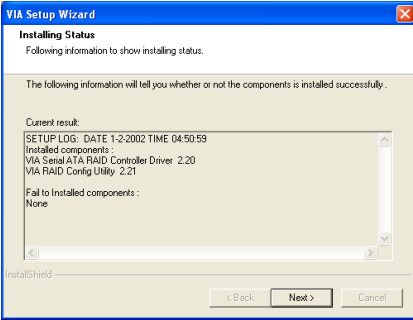 VIA Setup Wizard
Installing Status
Following information to show installing status.
The following information will tell you whether or not the components is installed successfully .
Current result:
SETUP LOG:  DATE 1-2-2002 TIME 04:50:59
Installed components :
VIA Serial ATA RAID Controller Driver  2.20
VIA RAID Config Utility  2.21
Fail to Installed components :
None
InstallShield
< Back
Next >
Cancel